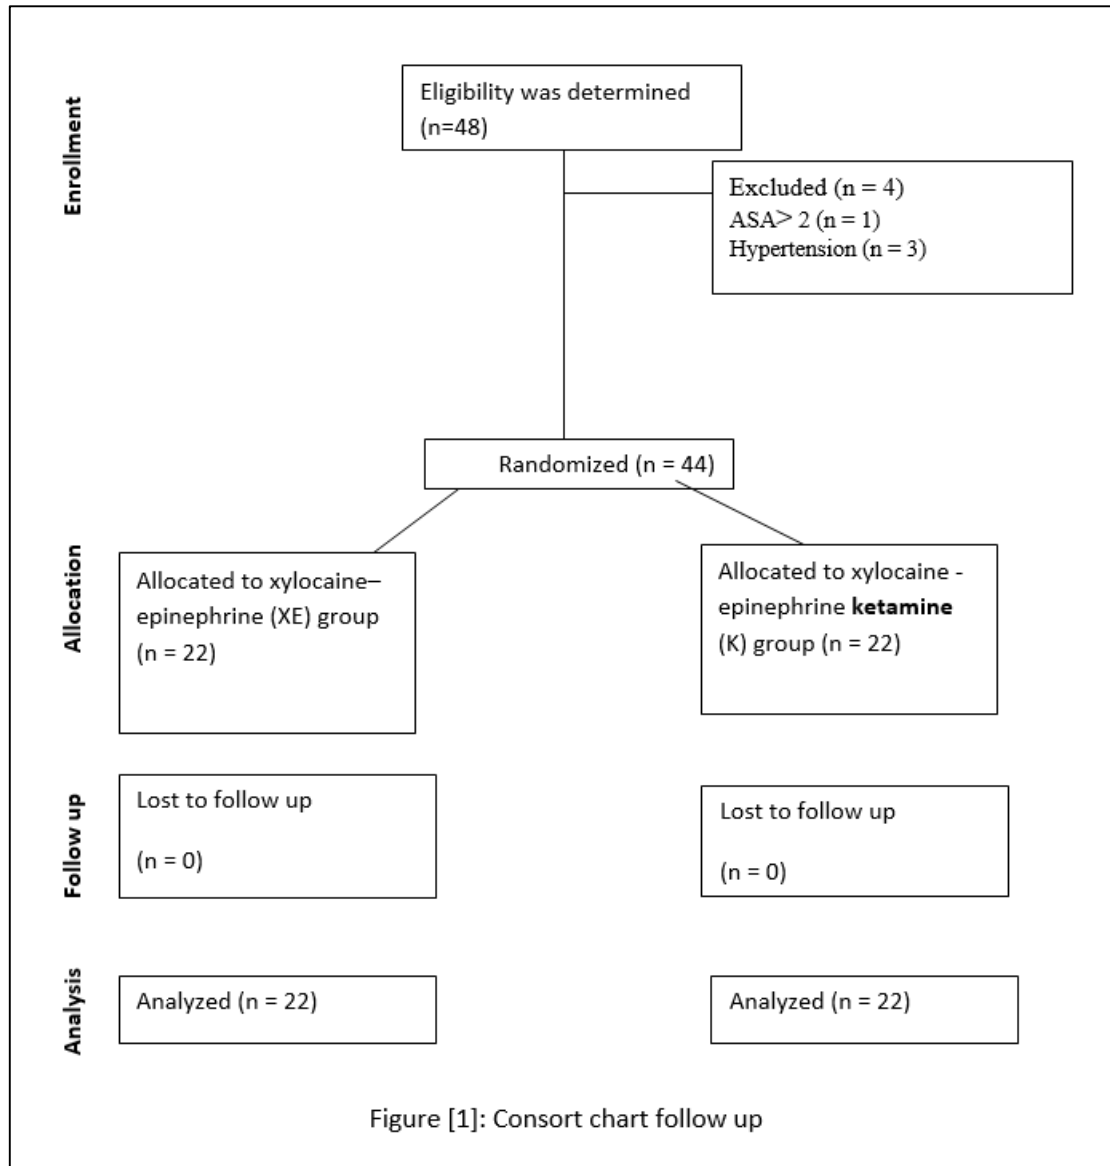 Enrollment
Eligibility was determined
(n=48)
Excluded (n = 4)
ASA> 2 (n = 1)
Hypertension (n = 3)
Randomized (n = 44)
Allocation
Allocated to xylocaine–
epinephrine (XE) group
(n = 22)
Allocated to xylocaine -
epinephrine ketamine
(K) group (n = 22)
Follow up
Lost to follow up
(n = 0)
Lost to follow up
(n = 0)
Analysis
Analyzed (n = 22)
Analyzed (n = 22)
Figure [1]: Consort chart follow up